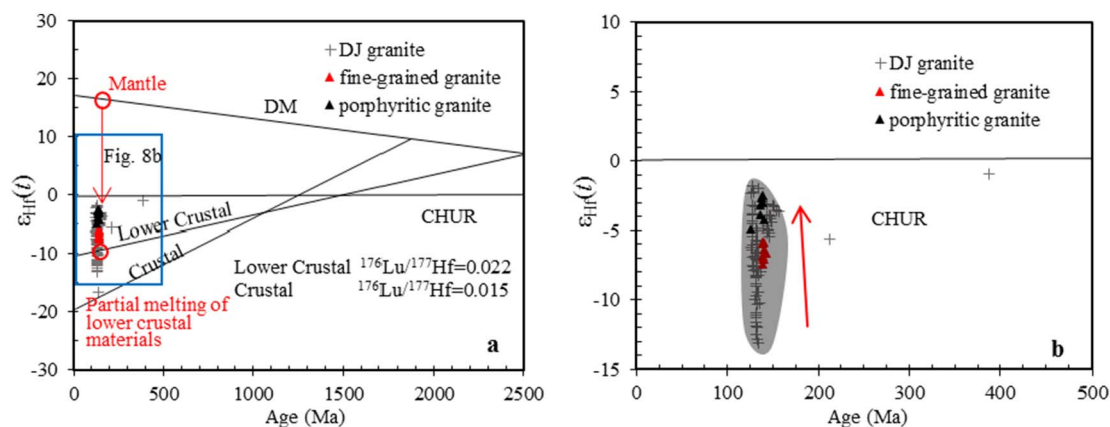 30
20
10
0
-10
-20
-30
εHf(t)
DJ granite
fine-grained granite
porphyritic granite
Mantle
DM
Fig. 8b
Lower Crustal
Crustal
CHUR
Lower Crustal ¹⁷⁶Lu/¹⁷⁷Hf=0.022
Crustal ¹⁷⁶Lu/¹⁷⁷Hf=0.015
Partial melting of
lower crustal
materials
a
0 500 1000 1500 2000 2500
Age (Ma)
10
5
0
-5
-10
-15
εHf(t)
DJ granite
fine-grained granite
porphyritic granite
CHUR
b
0 100 200 300 400 500
Age (Ma)